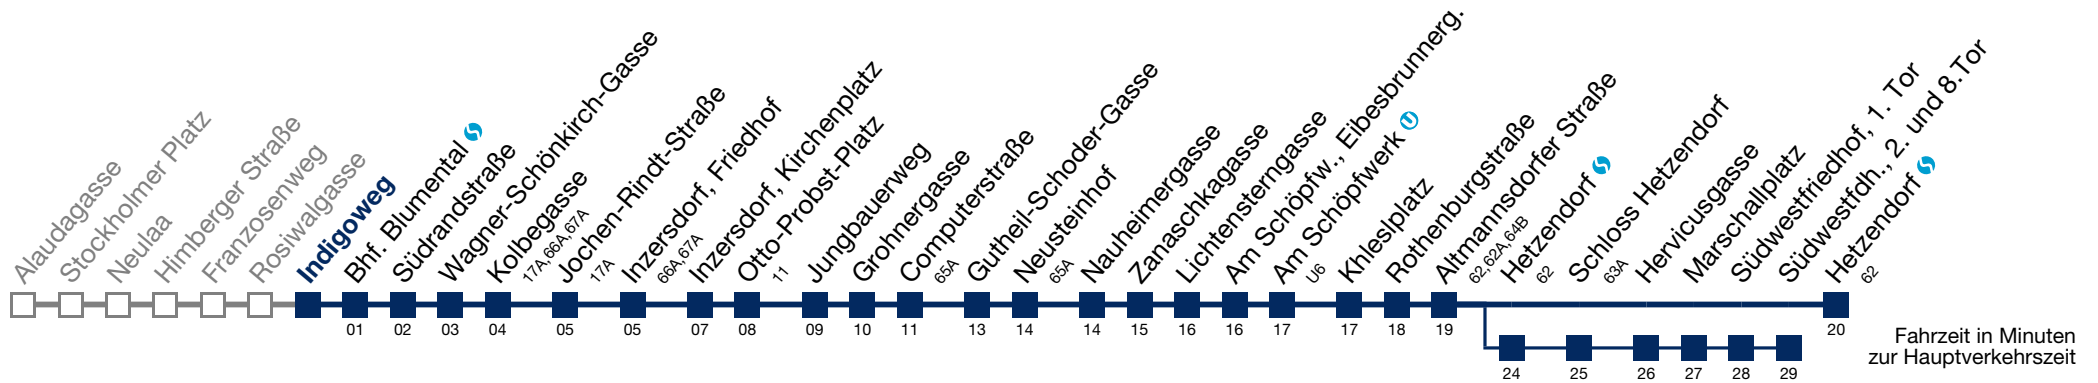 Alaudagasse
Stockholmer Platz
Neulaa
Himberger Straße
Franzosenweg
Rosiwalgasse
Indigoweg
Bhf. Blumental
Südrandstraße
Wagner-Schönkirch-Gasse
Kolbegasse
17A,66A,67A
Jochen-Rindt-Straße
17A
Inzersdorf, Friedhof
66A,67A
Inzersdorf, Kirchenplatz
Otto-Probst-Platz
11
Jungbauerweg
Grohnergasse
Computerstraße
65A
Gutheil-Schoder-Gasse
Neusteinhof
65A
Nauheimergasse
Zanaschkagasse
Lichtensterngasse
Am Schöpfw., Eibesbrunnerg.
Am Schöpfwerk U
U6
Khleslplatz
Rothenburgstraße
Altmannsdorfer Straße
62,62A,64B
Hetzendorf
62
Schloss Hetzendorf
63A
Hervicusgasse
Marschallplatz
Südwestfriedhof, 1. Tor
Südwestfdh., 2. und 8.Tor
Hetzendorf
62
01 02 03 04 05 05 07 08 09 10 11 13 14 14 15 16 16 17 17 18 19 20
24 25 26 27 28 29
Fahrzeit in Minuten
zur Hauptverkehrszeit